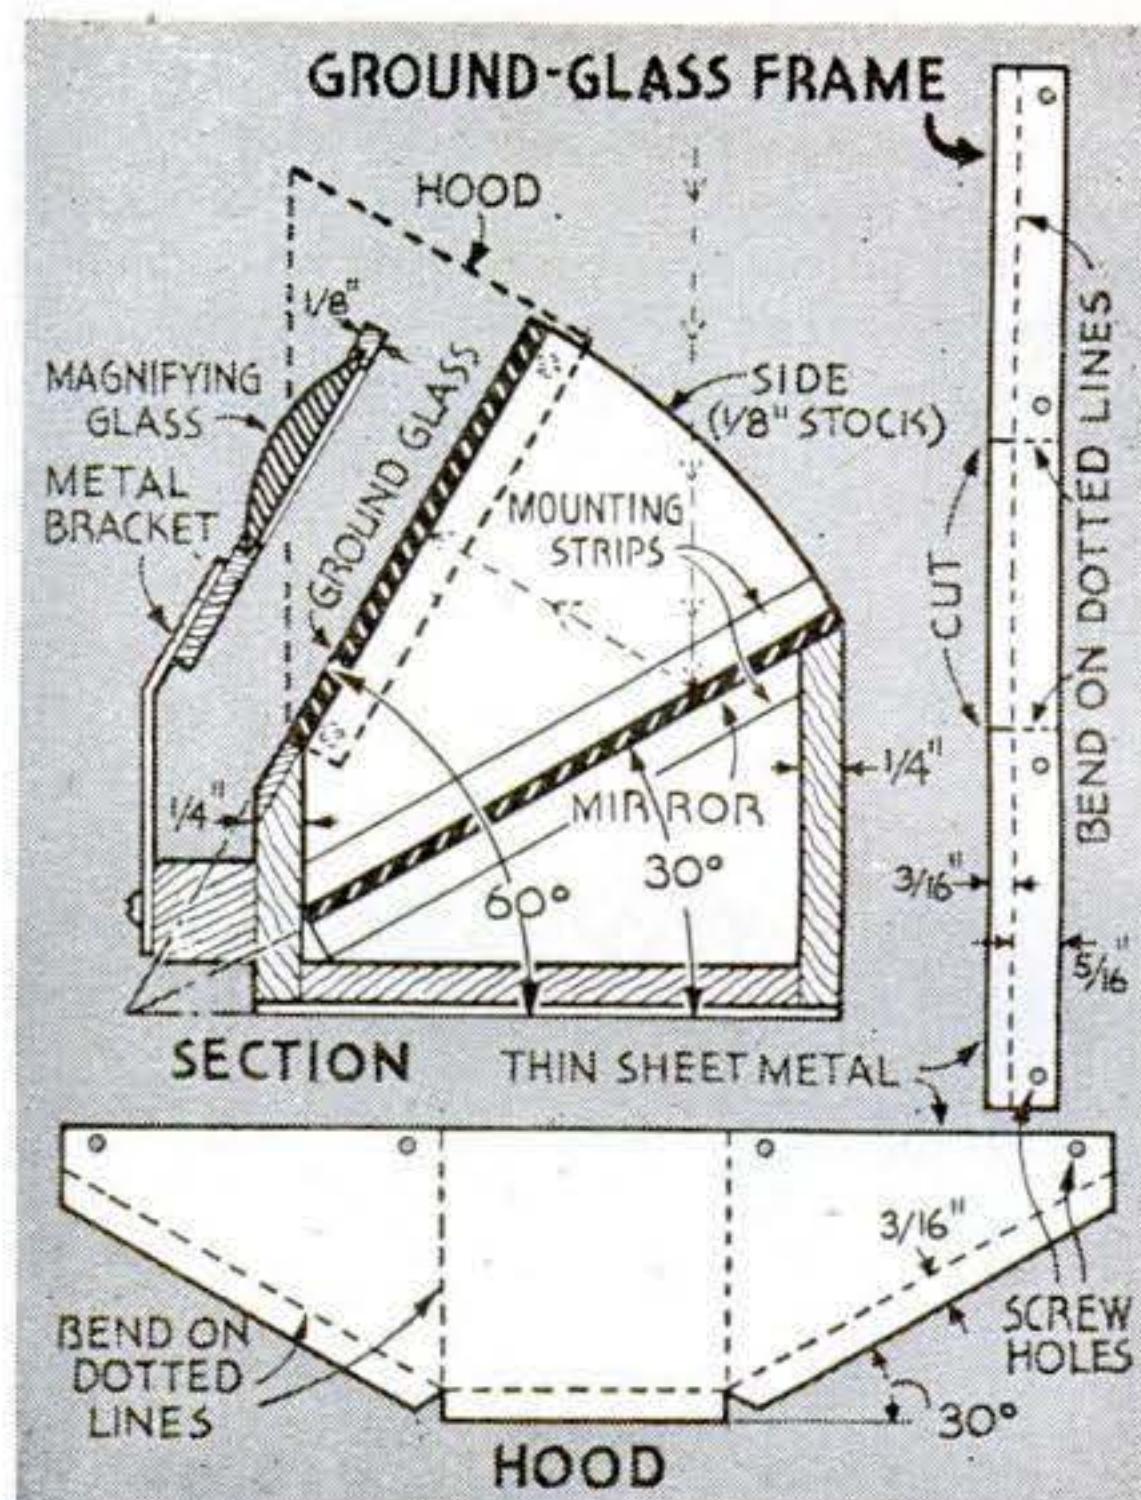 GROUND-GLASS FRAME
HOOD
1/8"
MAGNIFYING
GLASS
GROUND GLASS
SIDE
(1/8" STOCK)
METAL
BRACKET
MOUNTING
STRIPS
CUT
BEND ON DOTTED LINES
1/4"
MIRROR
1/4"
30°
60°
3/16"
5/16"
SECTION
THIN SHEET METAL
3/16"
BEND ON
DOTTED
LINES
SCREW
HOLES
30°
HOOD